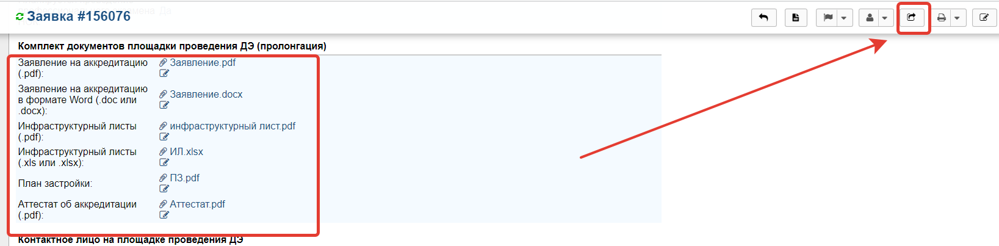 Заявка #156076
Комплект документов площадки проведения ДЭ (пролонгация)
Заявление на аккредитацию
(.pdf):
Заявление.pdf
Заявление на аккредитацию
в формате Word (.doc или
.docx):
Заявление.docx
Инфраструктурный листы
(.pdf):
инфраструктурный лист.pdf
Инфраструктурный листы
(.xls или .xlsx):
ИЛ.xlsx
План застройки:
ПЗ.pdf
Аттестат об аккредитации
(.pdf):
Аттестат.pdf
Контактное лицо на площадке проведения ДЭ